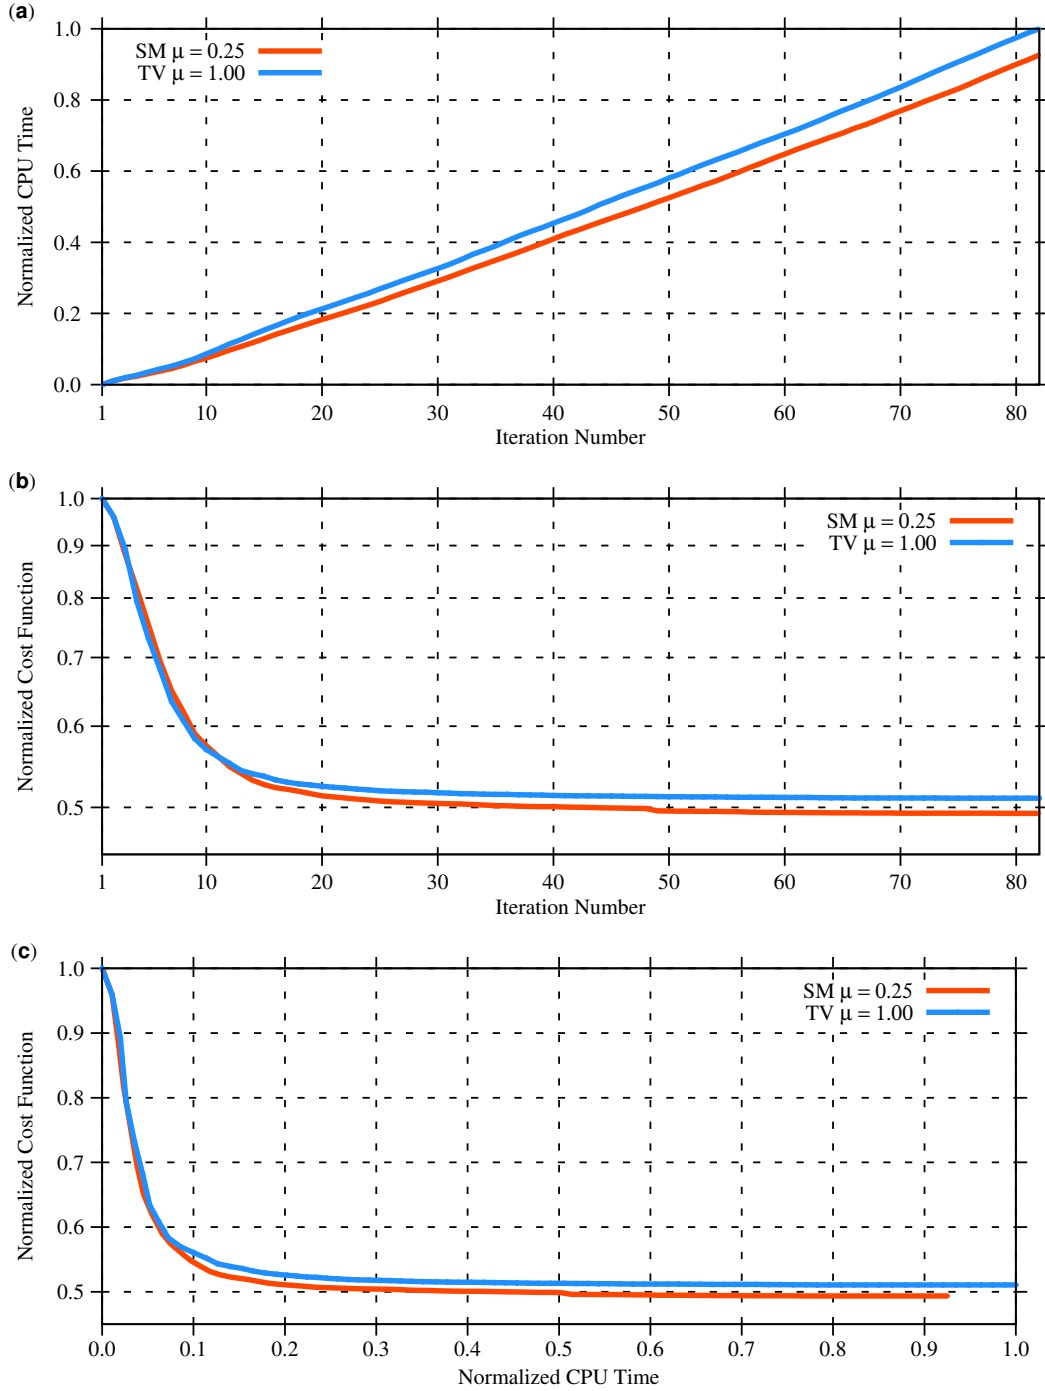 (a)
1.0
0.8
0.6
0.4
0.2
0.0
Normalized CPU Time
SM μ = 0.25
TV μ = 1.00
1 10 20 30 40 50 60 70 80
Iteration Number
(b)
1.0
0.9
0.8
0.7
0.6
0.5
Normalized Cost Function
SM μ = 0.25
TV μ = 1.00
1 10 20 30 40 50 60 70 80
Iteration Number
(c)
1.0
0.9
0.8
0.7
0.6
0.5
Normalized Cost Function
SM μ = 0.25
TV μ = 1.00
0.0 0.1 0.2 0.3 0.4 0.5 0.6 0.7 0.8 0.9 1.0
Normalized CPU Time